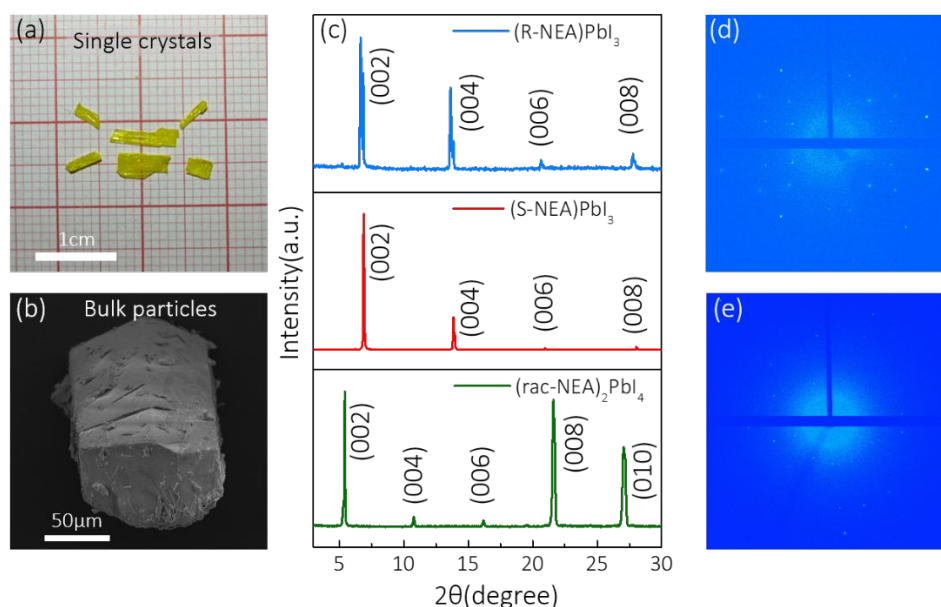 (a)
Single crystals
1cm
(b)
Bulk particles
50μm
(c)
Intensity(a.u.)
(R-NEA)PbI₃
(002)
(004)
(006)
(008)
(S-NEA)PbI₃
(002)
(004)
(006)
(008)
(rac-NEA)₂PbI₄
(002)
(004)
(006)
(008)
(010)
5 10 15 20 25 30
2θ(degree)
(d)
(e)